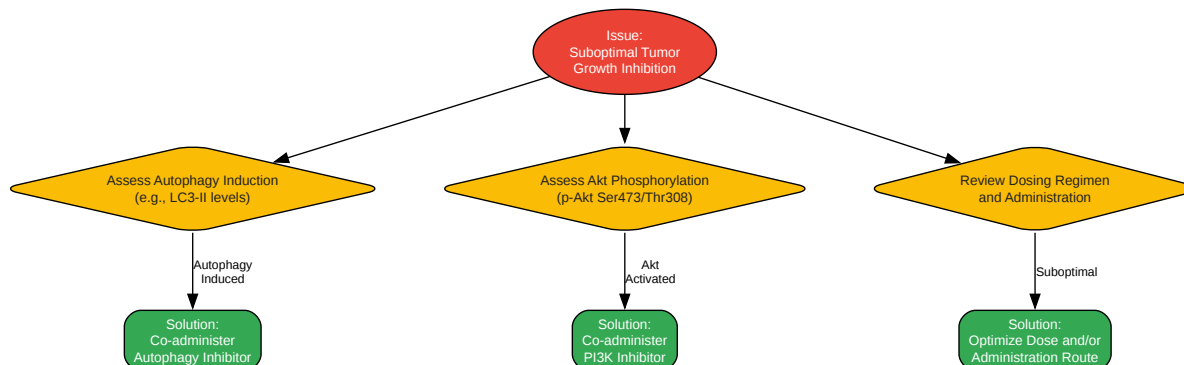 Issue:
Suboptimal Tumor
Growth Inhibition
Assess Autophagy Induction
(e.g., LC3-II levels)
Assess Akt Phosphorylation
(p-Akt Ser473/Thr308)
Review Dosing Regimen
and Administration
Autophagy
Induced
Akt
Activated
Suboptimal
Solution:
Co-administer
Autophagy Inhibitor
Solution:
Co-administer
PI3K Inhibitor
Solution:
Optimize Dose and/or
Administration Route